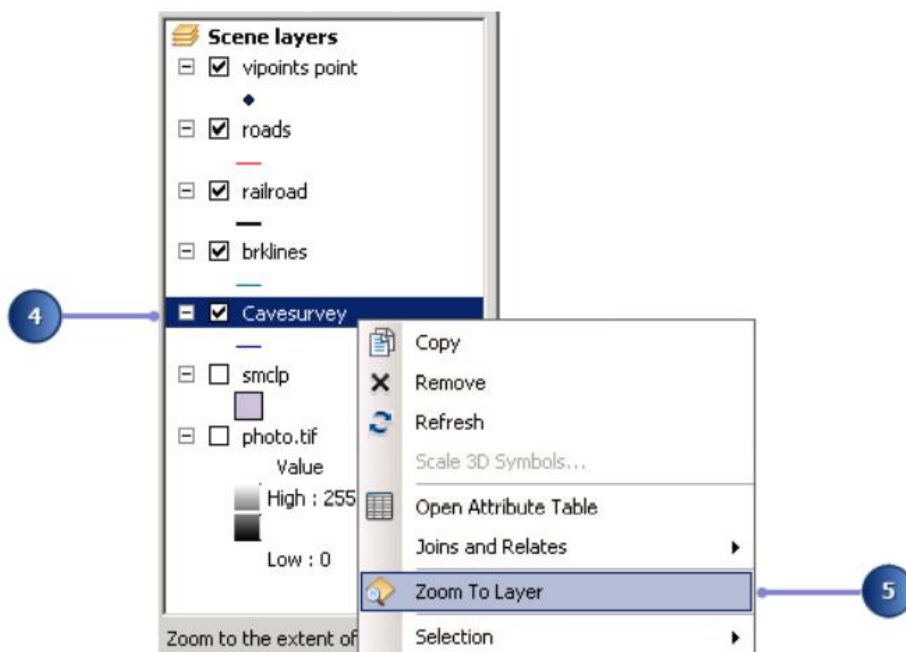 Scene layers
vipoints point
roads
railroad
brklines
4
Cavesurvey
Copy
smclp
Remove
Refresh
photo.tif
Value
Scale 3D Symbols...
High : 255
Open Attribute Table
Joins and Relates
Low : 0
Zoom To Layer
5
Zoom to the extent of
Selection